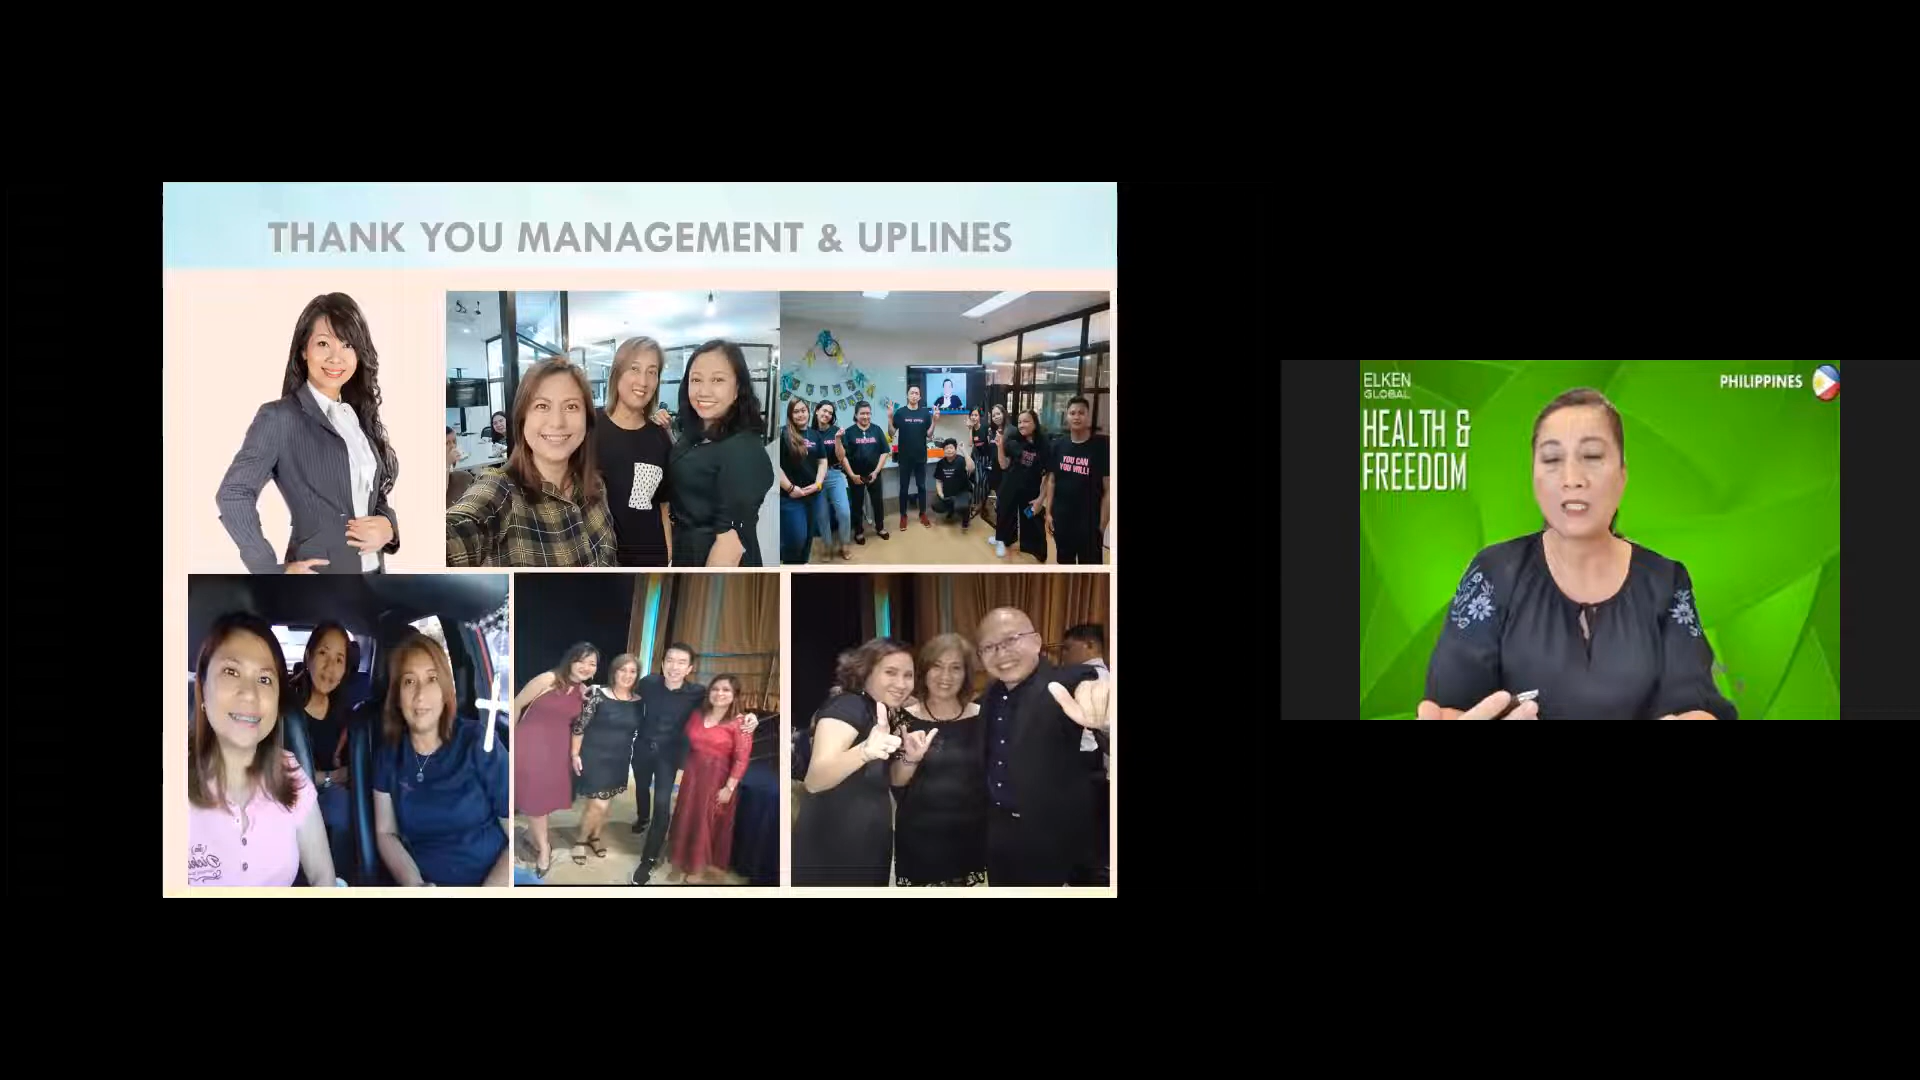 THANK YOU MANAGEMENT & UPLINES
YOU CAN
YOU WILL!
ELKEN
GLOBAL
PHILIPPINES
HEALTH &
FREEDOM